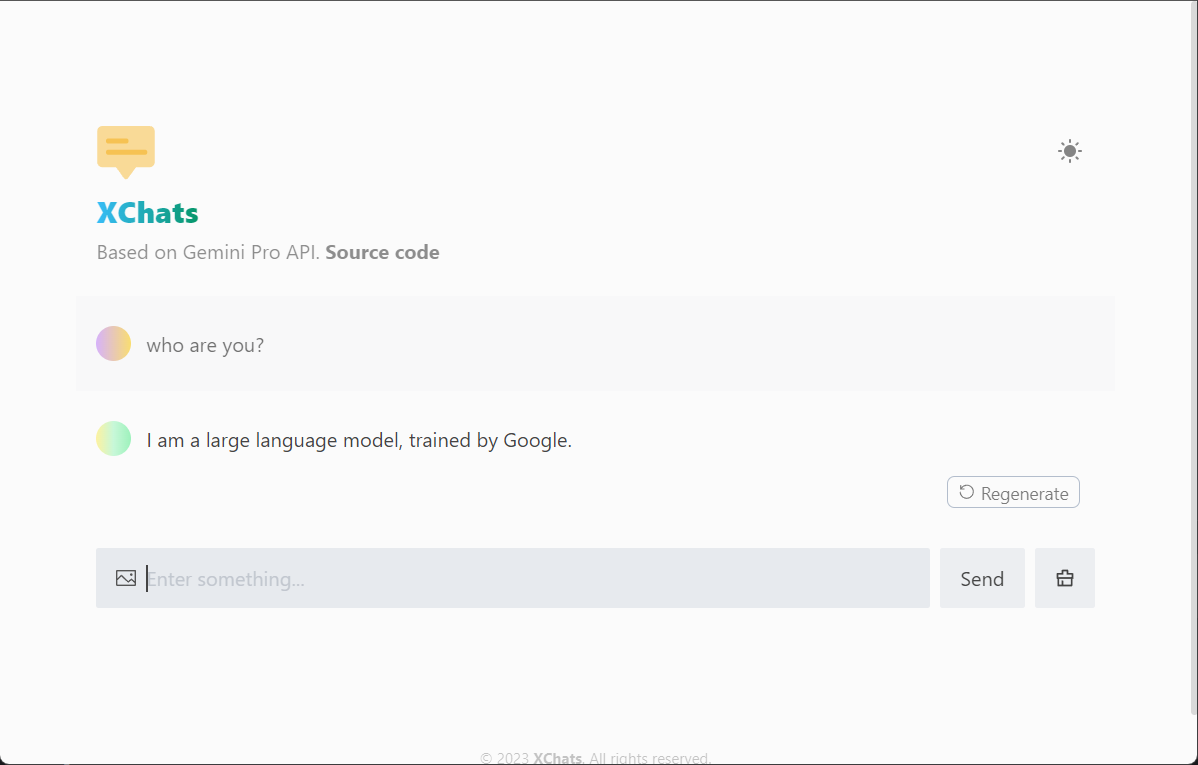 XChats
Based on Gemini Pro API. Source code
who are you?
I am a large language model, trained by Google.
Regenerate
Enter something...
Send
© 2023 XChats. All rights reserved.